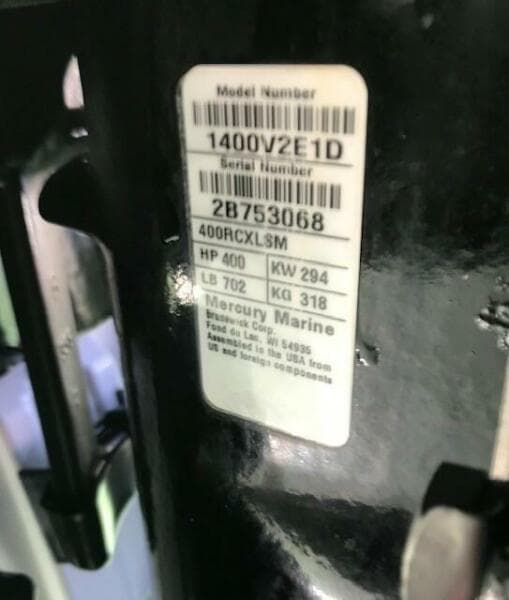 Model Number
1400V2E1D
Serial Number
2B753068
400RCXLSM
HP 400 KW 294
LB 702 KG 318
Mercury Marine
Brunswick Corp.
Fond du Lac, WI 54935
Assembled in the USA from
US and foreign components